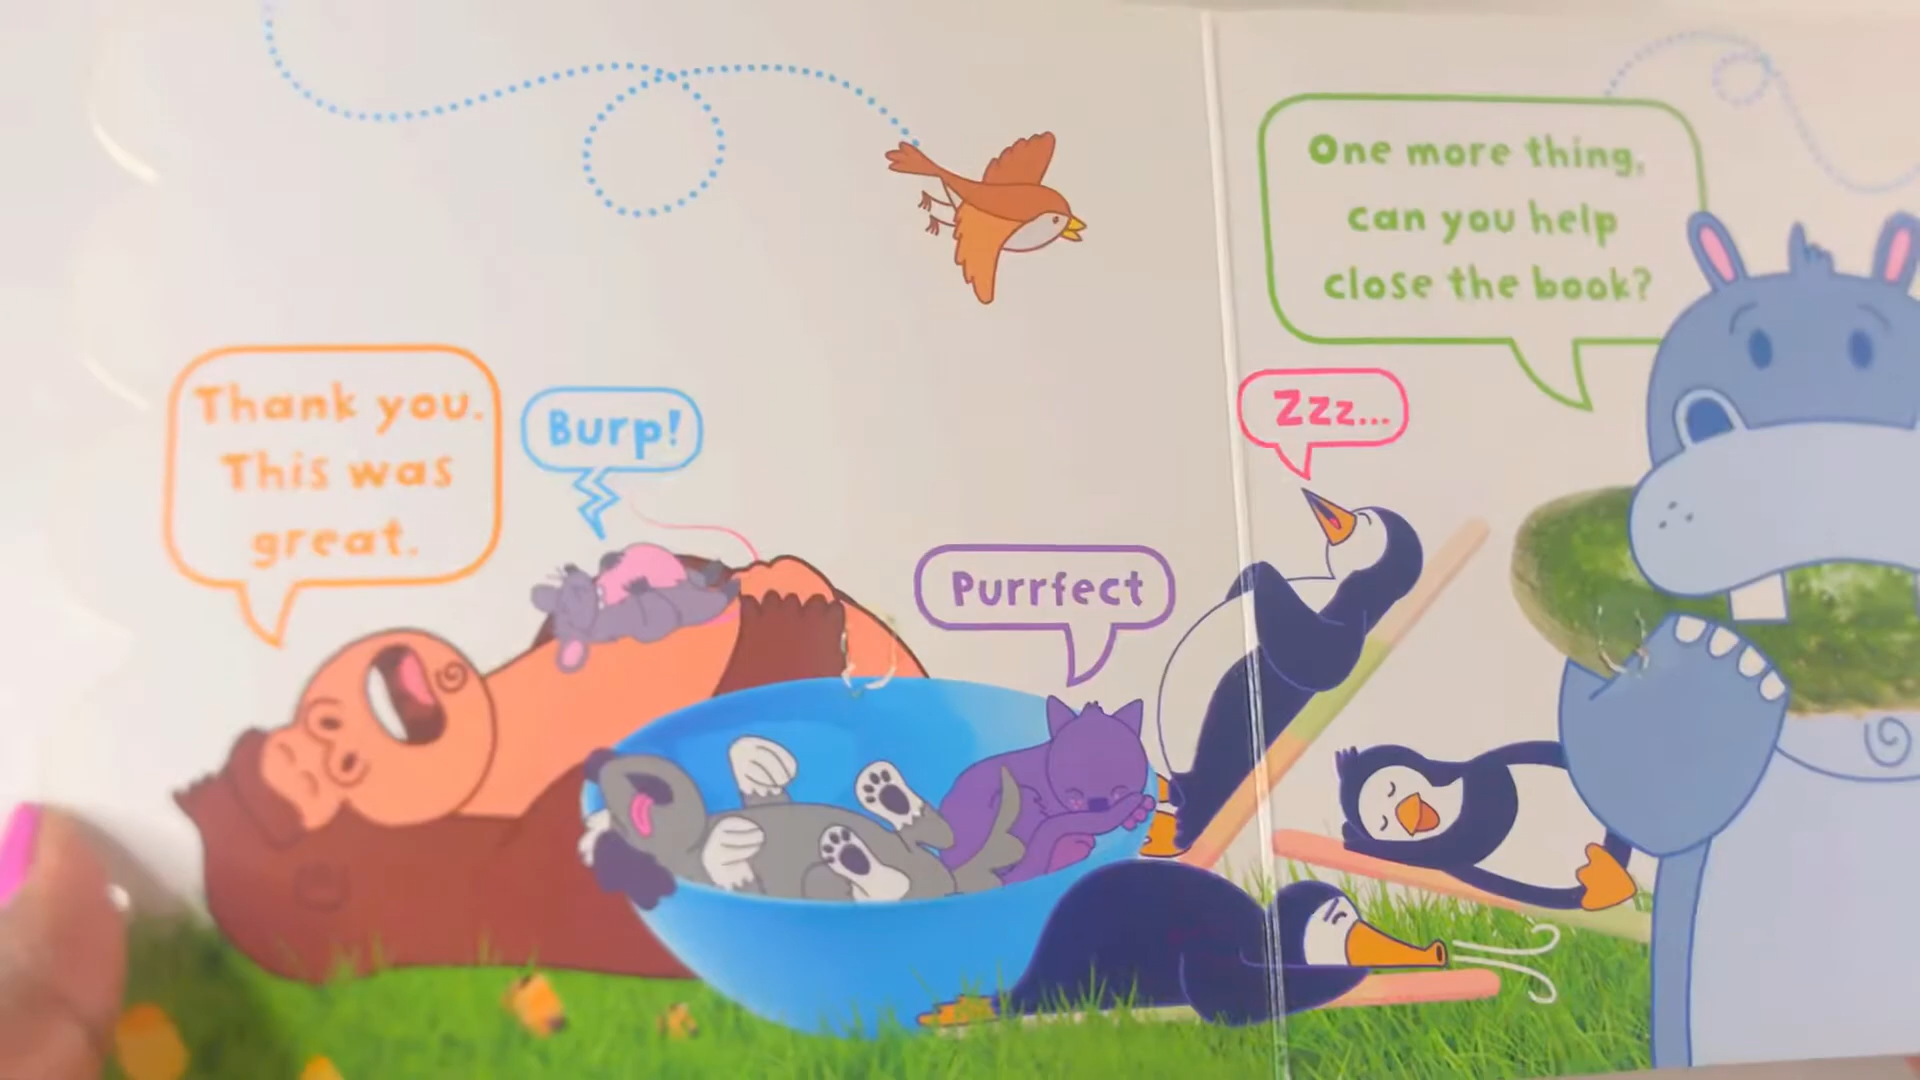 Thank you.
This was
great.
Burp!
Purrfect
Zzz...
One more thing,
can you help
close the book?